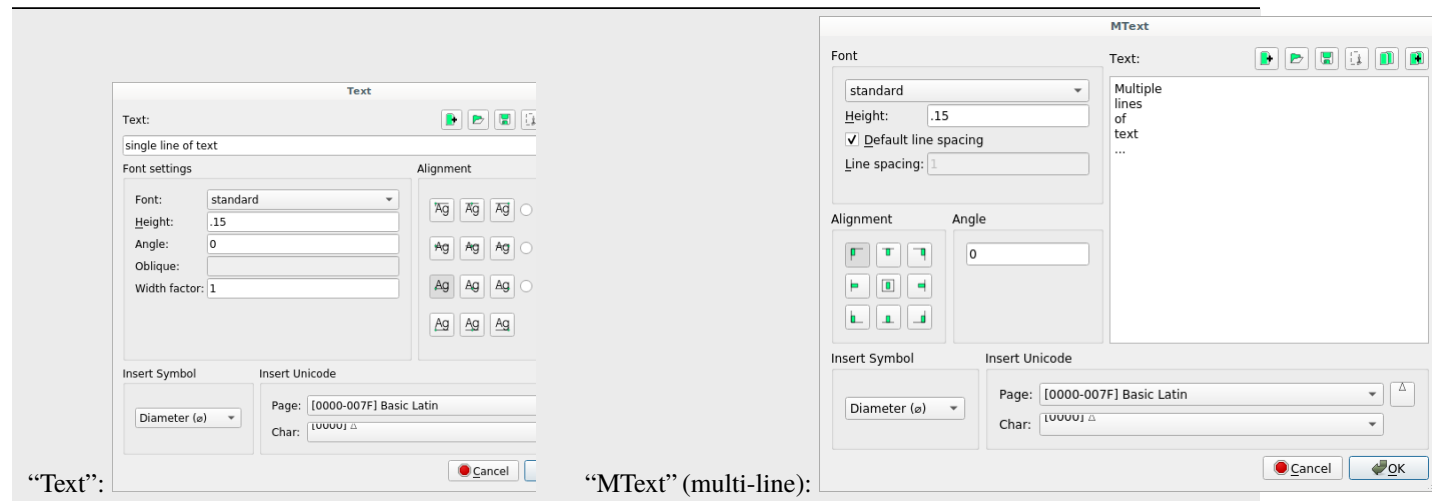 Text
Text:
single line of text
Font settings
Alignment
Font:
standard
Height:
.15
Angle:
0
Oblique:
Width factor:
1
Ag Ag Ag
Ag Ag Ag
Ag Ag Ag
Ag Ag Ag
Insert Symbol
Insert Unicode
Diameter (⌀)
Page:
[0000-007F] Basic Latin
Char:
[0000]
Cancel
“Text”:
MText
Font
standard
Height:
.15
Default line spacing
Line spacing:
1
Text:
Multiple
lines
of
text
...
Alignment
Angle
0
Insert Symbol
Insert Unicode
Diameter (⌀)
Page:
[0000-007F] Basic Latin
Char:
[0000]
Cancel
OK
“MText” (multi-line):